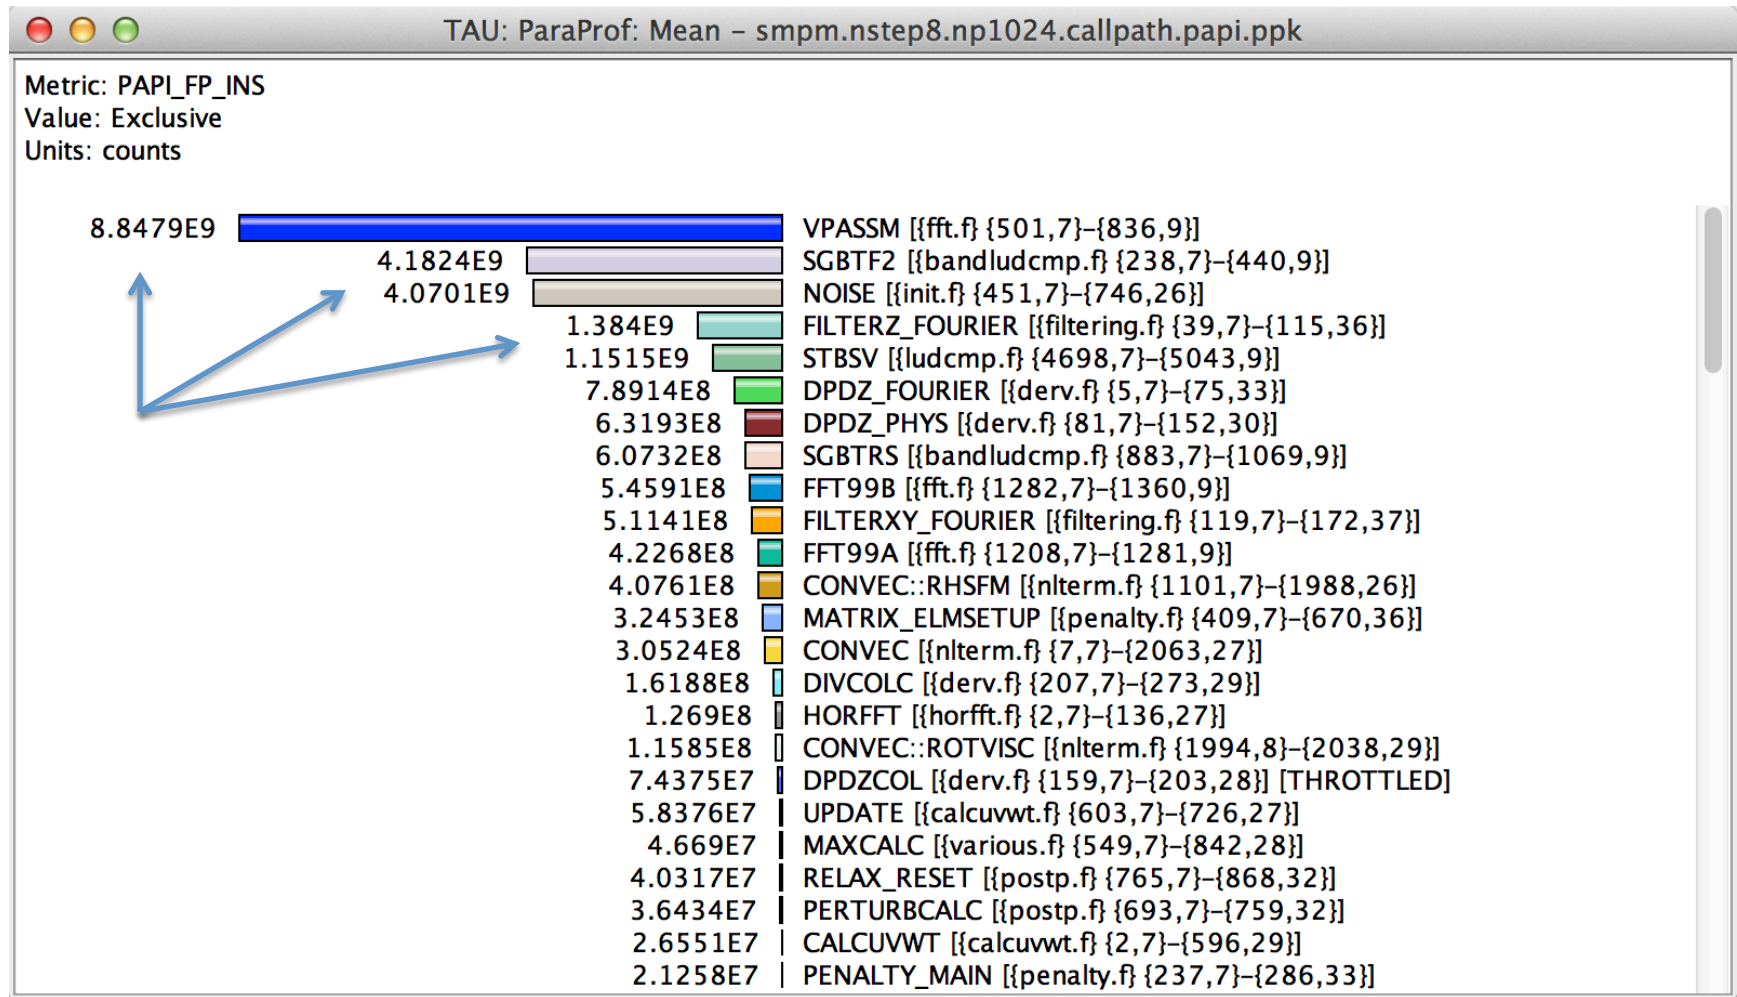 TAU: ParaProf: Mean – smpm.nstep8.np1024.callpath.papi.ppk
Metric: PAPI_FP_INS
Value: Exclusive
Units: counts
8.8479E9 VPASSM [{fft.f} {501,7}–{836,9}]
4.1824E9 SGBTF2 [{bandludcmp.f} {238,7}–{440,9}]
4.0701E9 NOISE [{init.f} {451,7}–{746,26}]
1.384E9 FILTERZ_FOURIER [{filtering.f} {39,7}–{115,36}]
1.1515E9 STBSV [{ludcmp.f} {4698,7}–{5043,9}]
7.8914E8 DPDZ_FOURIER [{derv.f} {5,7}–{75,33}]
6.3193E8 DPDZ_PHYS [{derv.f} {81,7}–{152,30}]
6.0732E8 SGBTRS [{bandludcmp.f} {883,7}–{1069,9}]
5.4591E8 FFT99B [{fft.f} {1282,7}–{1360,9}]
5.1141E8 FILTERXY_FOURIER [{filtering.f} {119,7}–{172,37}]
4.2268E8 FFT99A [{fft.f} {1208,7}–{1281,9}]
4.0761E8 CONVEC::RHSFM [{nlterm.f} {1101,7}–{1988,26}]
3.2453E8 MATRIX_ELMSETUP [{penalty.f} {409,7}–{670,36}]
3.0524E8 CONVEC [{nlterm.f} {7,7}–{2063,27}]
1.6188E8 DIVCOLC [{derv.f} {207,7}–{273,29}]
1.269E8 HORFFT [{horfft.f} {2,7}–{136,27}]
1.1585E8 CONVEC::ROTVISC [{nlterm.f} {1994,8}–{2038,29}]
7.4375E7 DPDZCOL [{derv.f} {159,7}–{203,28}] [THROTTLED]
5.8376E7 UPDATE [{calcuvwt.f} {603,7}–{726,27}]
4.669E7 MAXCALC [{various.f} {549,7}–{842,28}]
4.0317E7 RELAX_RESET [{postp.f} {765,7}–{868,32}]
3.6434E7 PERTURBCALC [{postp.f} {693,7}–{759,32}]
2.6551E7 CALCUVWT [{calcuvwt.f} {2,7}–{596,29}]
2.1258E7 PENALTY_MAIN [{penalty.f} {237,7}–{286,33}]